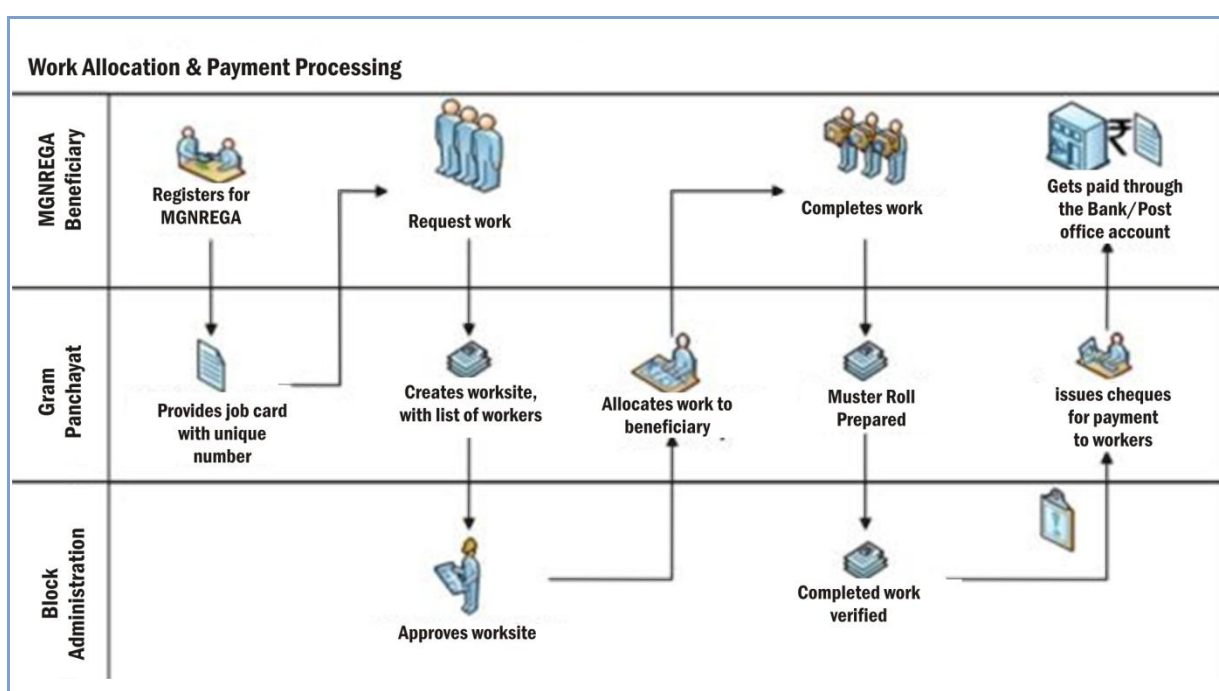 Work Allocation & Payment Processing
MGNREGA
Beneficiary
Registers for
MGNREGA
Request work
Completes work
Gets paid through
the Bank/Post
office account
Gram
Panchayat
Provides job card
with unique
number
Creates worksite,
with list of workers
Allocates work to
beneficiary
Muster Roll
Prepared
issues cheques
for payment
to workers
Block
Administration
Approves worksite
Completed work
verified
₹